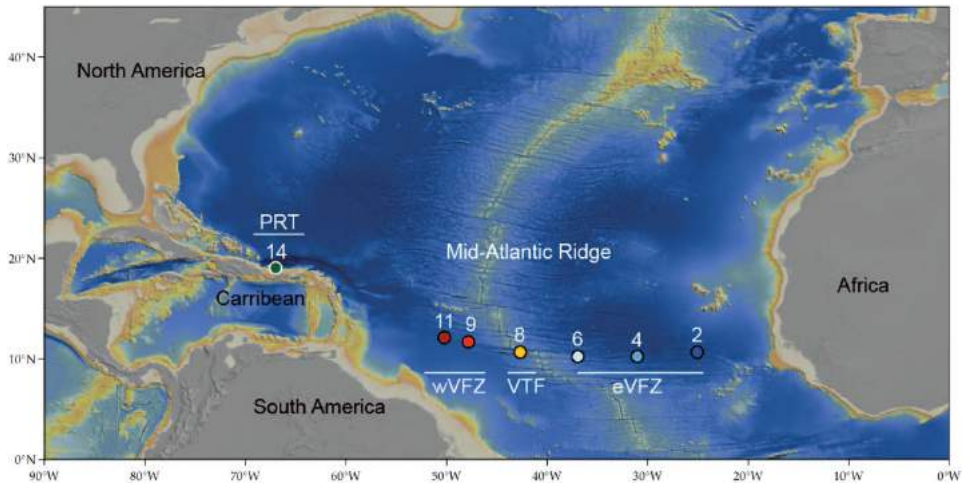 40°N
North America
30°N
PRT
14
20°N
Mid-Atlantic Ridge
Africa
Carribean
11 9 8 6 4 2
10°N
wVFZ VTF eVFZ
South America
0°N
90°W 80°W 70°W 60°W 50°W 40°W 30°W 20°W 10°W 0°W